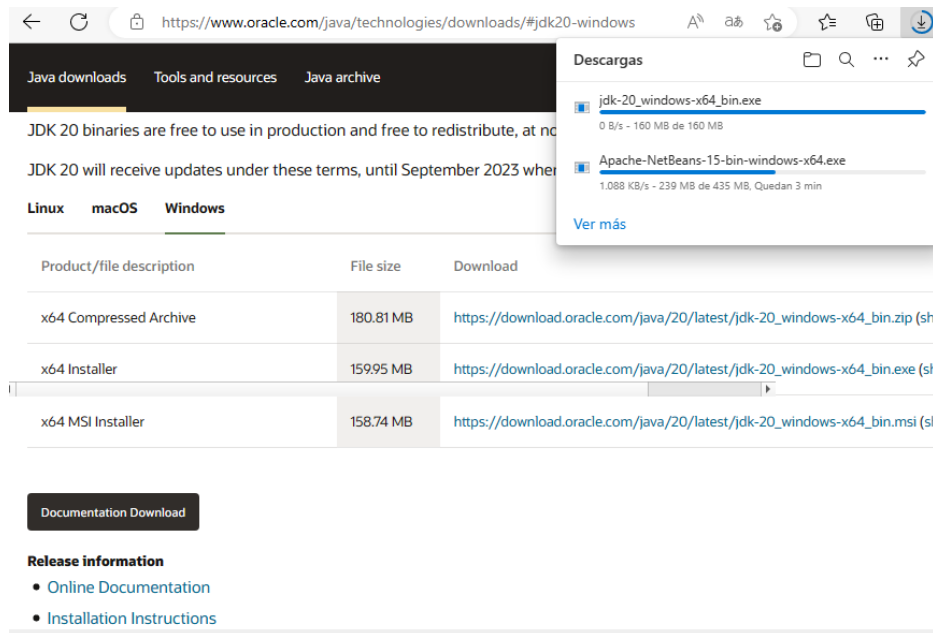 https://www.oracle.com/java/technologies/downloads/#jdk20-windows
Java downloads Tools and resources Java archive
JDK 20 binaries are free to use in production and free to redistribute, at no
JDK 20 will receive updates under these terms, until September 2023 when
Linux macOS Windows
Descargas
jdk-20_windows-x64_bin.exe
0 B/s - 160 MB de 160 MB
Apache-NetBeans-15-bin-windows-x64.exe
1.088 KB/s - 239 MB de 435 MB, Quedan 3 min
Ver más
Product/file description File size Download
x64 Compressed Archive 180.81 MB https://download.oracle.com/java/20/latest/jdk-20_windows-x64_bin.zip (sh
x64 Installer 159.95 MB https://download.oracle.com/java/20/latest/jdk-20_windows-x64_bin.exe (sh
x64 MSI Installer 158.74 MB https://download.oracle.com/java/20/latest/jdk-20_windows-x64_bin.msi (sl
Documentation Download
Release information
• Online Documentation
• Installation Instructions